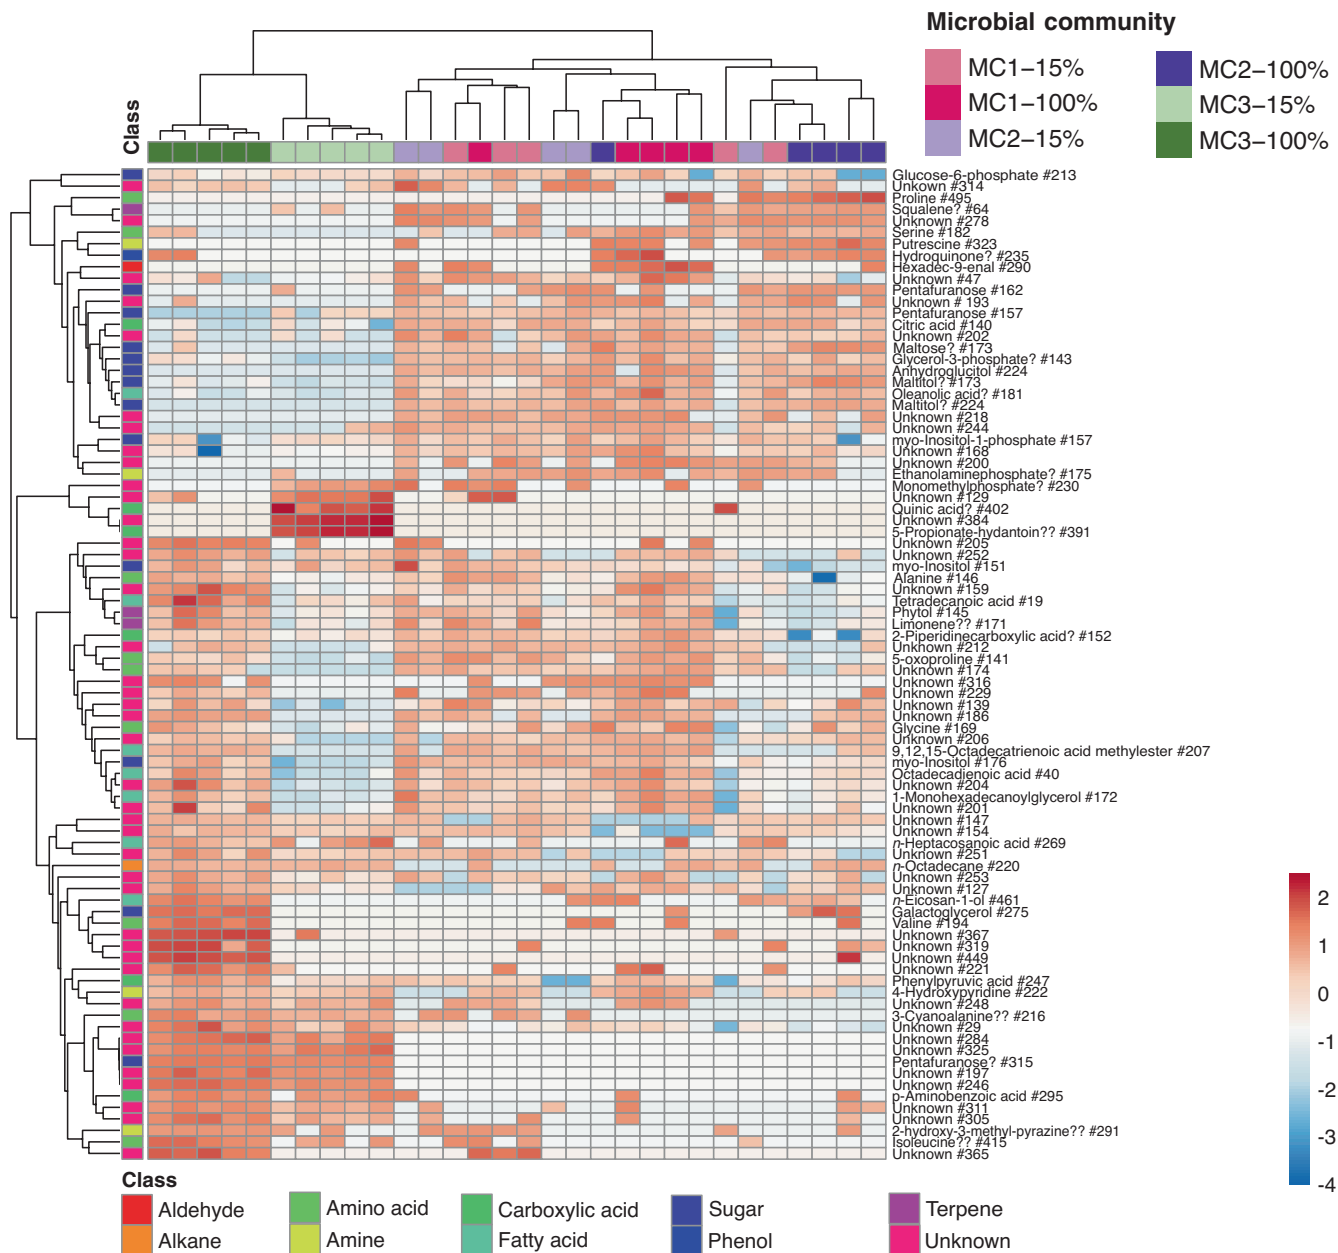 Microbial community
MC1–15%
MC1–100%
MC2–15%
MC2–100%
MC3–15%
MC3–100%
Class
Glucose-6-phosphate #213
Unkown #314
Proline #495
Squalene? #64
Unknown #278
Serine #182
Putrescine #323
Hydroquinone? #235
Hexadec-9-enal #290
Unknown #47
Pentafuranose #162
Unknown # 193
Pentafuranose #157
Citric acid #140
Unknown #202
Maltose? #173
Glycerol-3-phosphate? #143
Anhydroglucitol #224
Maltitol? #173
Oleanolic acid? #181
Maltitol? #224
Unknown #218
Unknown #244
myo-Inositol-1-phosphate #157
Unknown #168
Unknown #200
Ethanolaminephosphate? #175
Monomethylphosphate? #230
Unknown #129
Quinic acid? #402
Unknown #384
5-Propionate-hydantoin?? #391
Unknown #205
Unknown #252
myo-Inositol #151
Alanine #146
Unknown #159
Tetradecanoic acid #19
Phytol #145
Limonene?? #171
2-Piperidinecarboxylic acid? #152
Unknown #212
5-oxoproline #141
Unknown #174
Unknown #316
Unknown #229
Unknown #139
Unknown #186
Glycine #169
Unknown #206
9,12,15-Octadecatrienoic acid methylester #207
myo-Inositol #176
Octadecadienoic acid #40
Unknown #204
1-Monohexadecanoylglycerol #172
Unknown #201
Unknown #147
Unknown #154
n-Heptacosanoic acid #269
Unknown #251
n-Octadecane #220
Unknown #253
Unknown #127
n-Eicosan-1-ol #461
Galactoglycerol #275
Valine #194
Unknown #367
Unknown #319
Unknown #449
Unknown #221
Phenylpyruvic acid #247
4-Hydroxypyridine #222
Unknown #248
3-Cyanoalanine?? #216
Unknown #29
Unknown #284
Unknown #325
Pentafuranose? #315
Unknown #197
Unknown #246
p-Aminobenzoic acid #295
Unknown #311
Unknown #305
2-hydroxy-3-methyl-pyrazine?? #291
Isoleucine?? #415
Unknown #365
2
1
0
-1
-2
-3
-4
Class
Aldehyde
Alkane
Amino acid
Amine
Carboxylic acid
Fatty acid
Sugar
Phenol
Terpene
Unknown